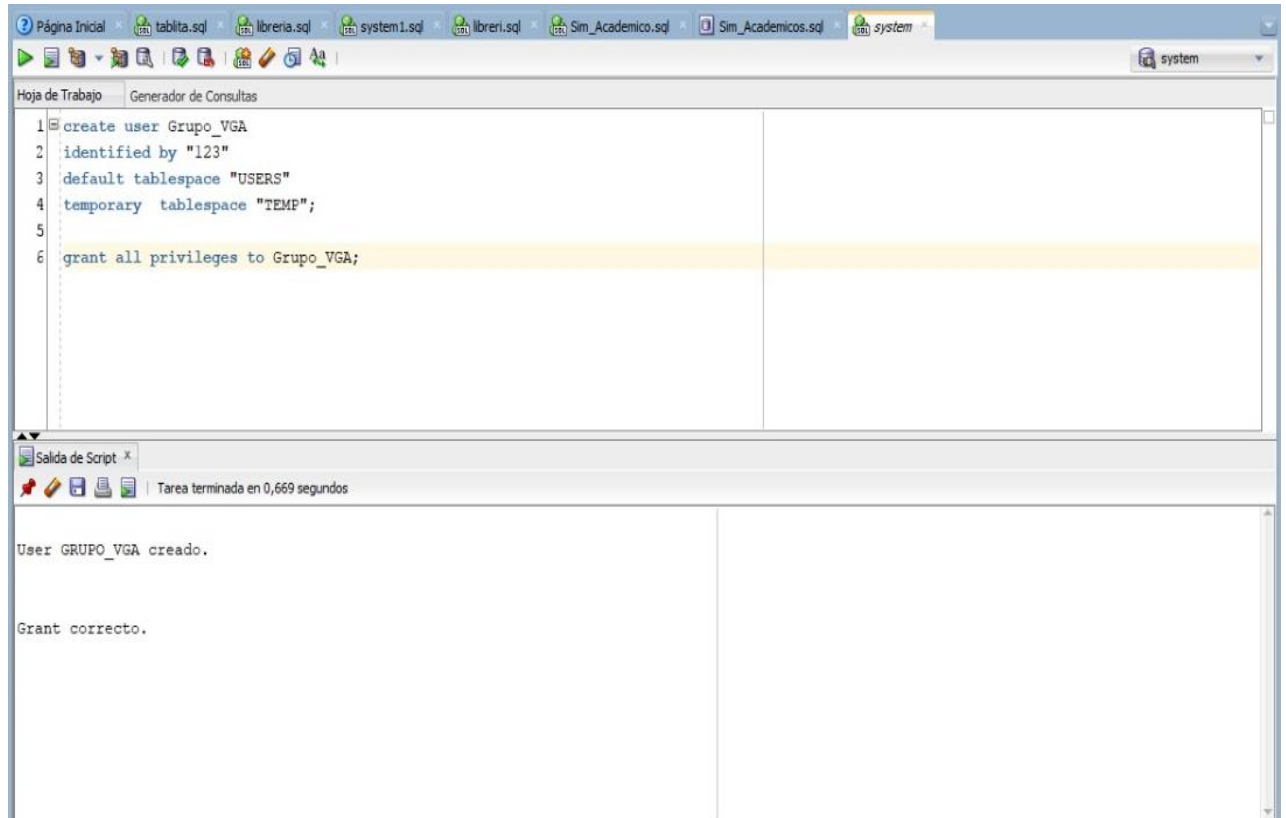 Página Inicial tablita.sql libreria.sql system1.sql libreri.sql Sim_Academico.sql Sim_Academicos.sql system
system
Hoja de Trabajo Generador de Consultas
1 create user Grupo_VGA
2 identified by "123"
3 default tablespace "USERS"
4 temporary tablespace "TEMP";
5
6 grant all privileges to Grupo_VGA;
Salida de Script
Tarea terminada en 0,669 segundos
User GRUPO_VGA creado.
Grant correcto.